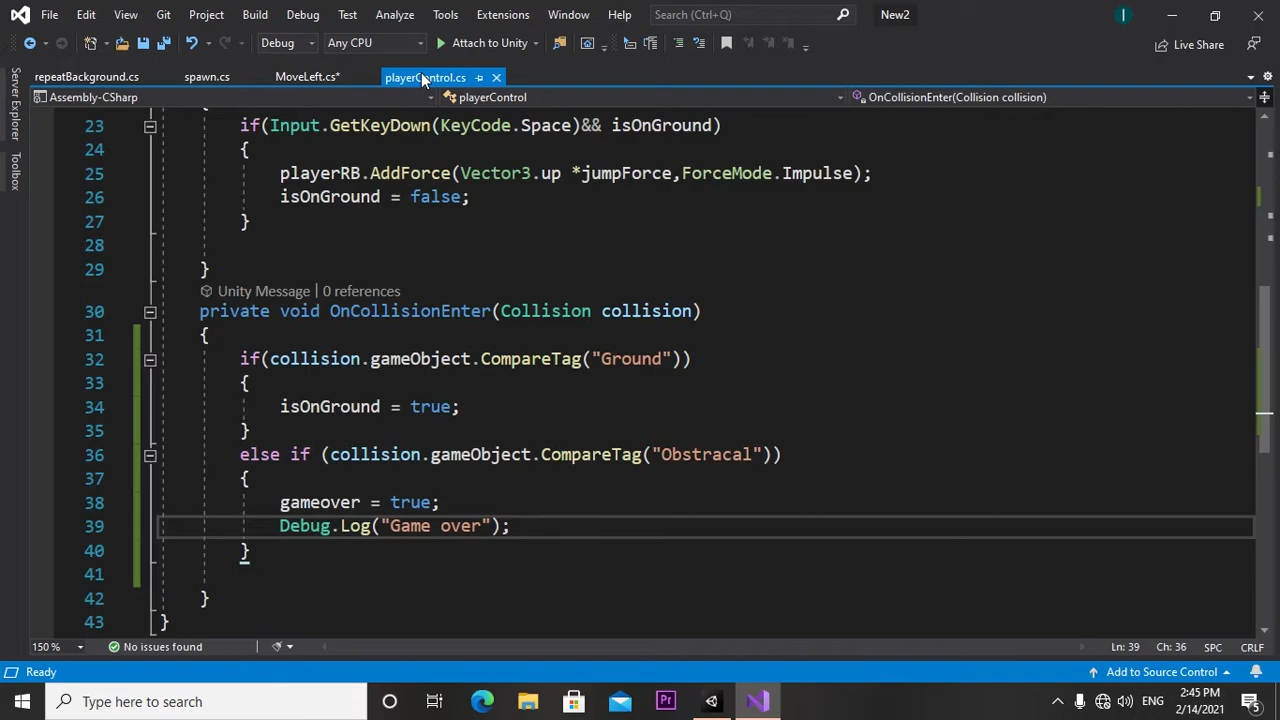 File Edit View Git Project Build Debug Test Analyze Tools Extensions Window Help Search (Ctrl+Q) New2 I
Debug Any CPU Attach to Unity Live Share
repeatBackground.cs spawn.cs MoveLeft.cs* playerControl.cs
Assembly-CSharp playerControl OnCollisionEnter(Collision collision)
Server Explorer
Toolbox
23 if(Input.GetKeyDown(KeyCode.Space)&& isOnGround)
24 {
25 playerRB.AddForce(Vector3.up *jumpForce,ForceMode.Impulse);
26 isOnGround = false;
27 }
28
29 }
Unity Message | 0 references
30 private void OnCollisionEnter(Collision collision)
31 {
32 if(collision.gameObject.CompareTag("Ground"))
33 {
34 isOnGround = true;
35 }
36 else if (collision.gameObject.CompareTag("Obstracal"))
37 {
38 gameover = true;
39 Debug.Log("Game over");
40 }
41
42 }
43 }
150 % No issues found Ln: 39 Ch: 36 SPC CRLF
Ready Add to Source Control
Type here to search Pr ENG 2:45 PM
2/14/2021 5